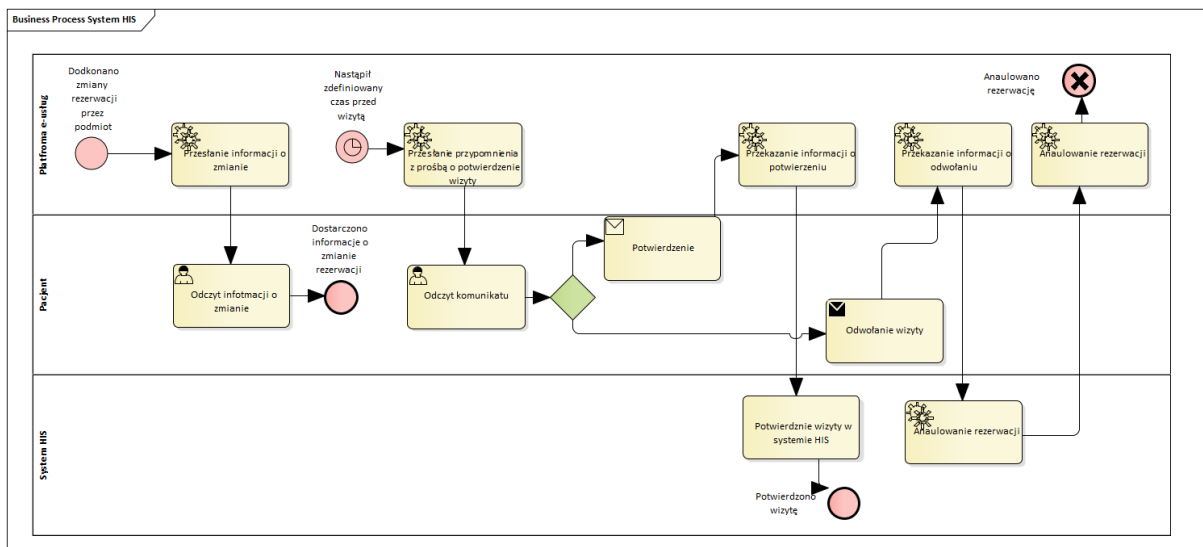 Business Process System HIS
Platfroma e-usług
Dodkonano
zmiany
rezerwacji
przez
podmiot
Przesłanie informacji o
zmianie
Nastąpił
zdefiniowany
czas przed
wizytą
Przesłanie przypomnienia
z prośbą o potwierdzenie
wizyty
Przekazanie informacji o
potwierzeniu
Przekazanie informacji o
odwołaniu
Anaulowano
rezerwację
Anaulowanie rezerwacji
Pacjent
Odczyt infotmacji o
zmianie
Dostarczono
informacje o
zmianie
rezerwacji
Odczyt komunikatu
Potwierdzenie
Odwołanie wizyty
System HIS
Potwierdznie wizyty w
systemie HIS
Potwierdzono
wizytę
Anaulowanie rezerwacji